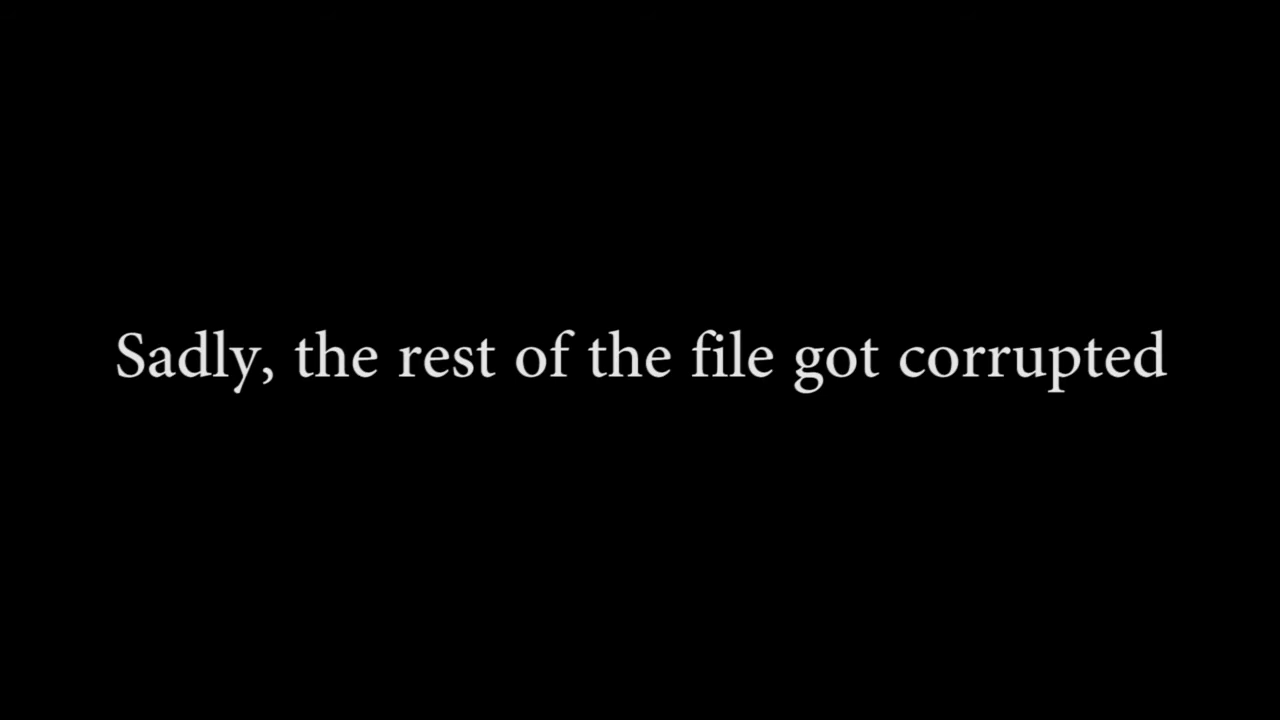 Sadly, the rest of the file got corrupted